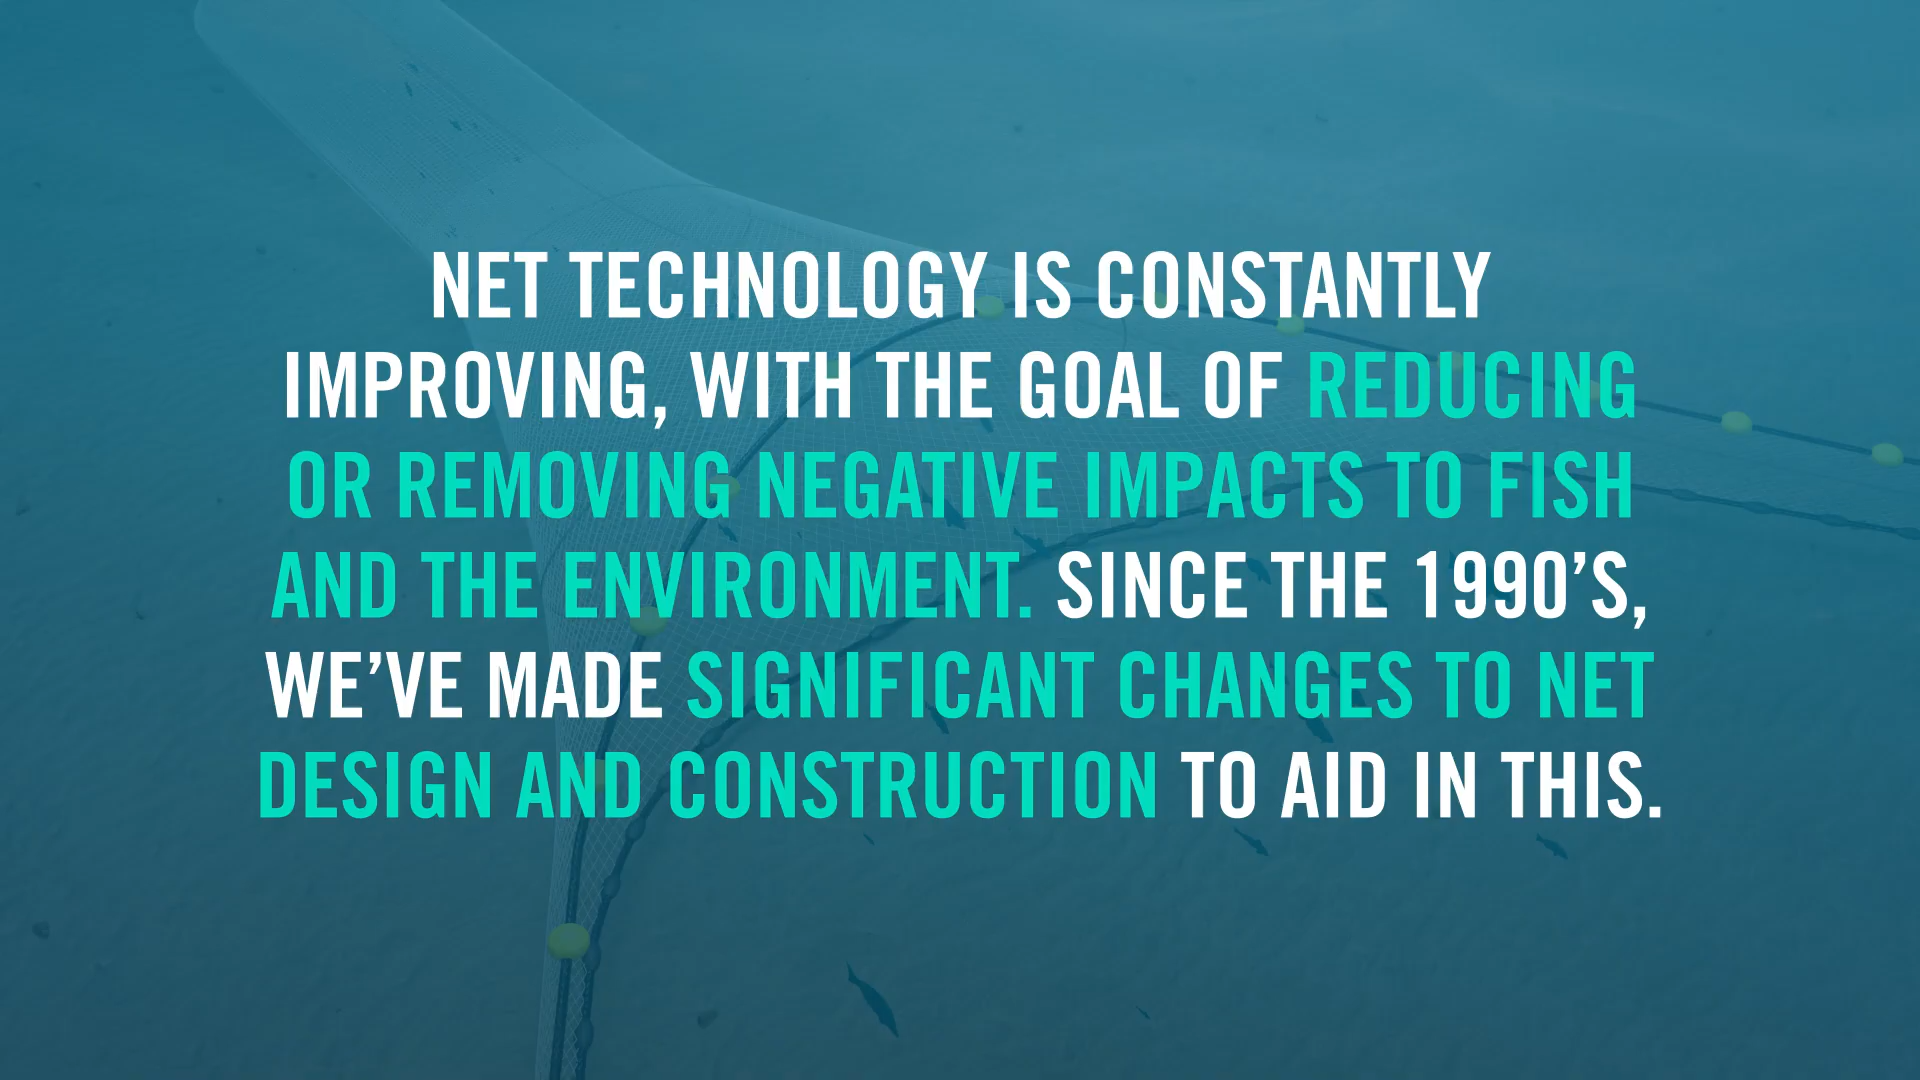 NET TECHNOLOGY IS CONSTANTLY
IMPROVING, WITH THE GOAL OF REDUCING
OR REMOVING NEGATIVE IMPACTS TO FISH
AND THE ENVIRONMENT. SINCE THE 1990’S,
WE’VE MADE SIGNIFICANT CHANGES TO NET
DESIGN AND CONSTRUCTION TO AID IN THIS.